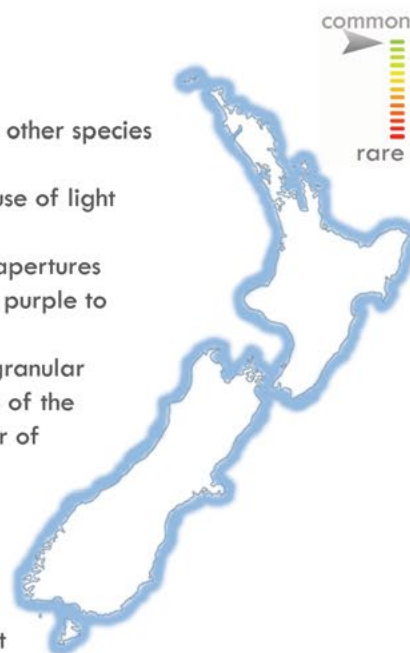 common
rare
other species
use of light
apertures
purple to
granular
of the
r of
t